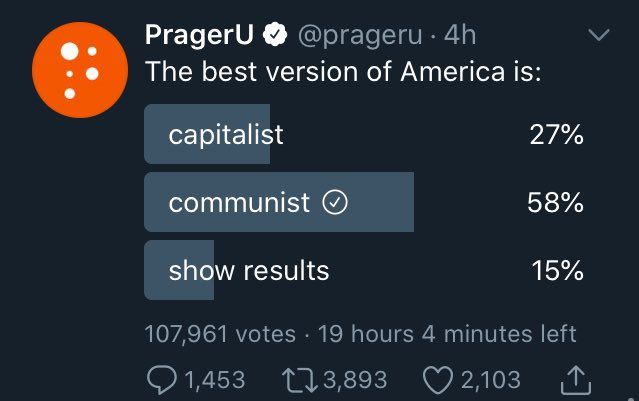 PragerU @prageru · 4h
The best version of America is:
capitalist 27%
communist 58%
show results 15%
107,961 votes · 19 hours 4 minutes left
1,453 3,893 2,103